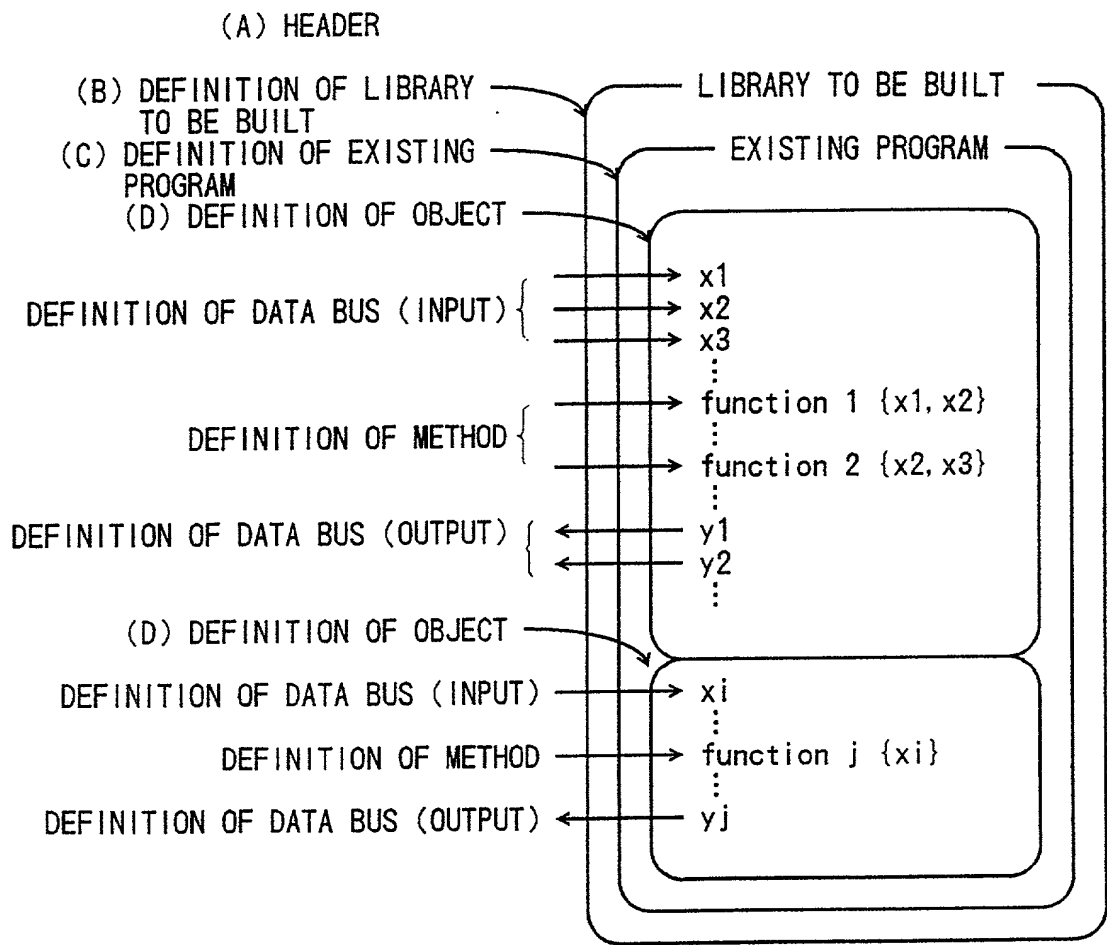 (A) HEADER
(B) DEFINITION OF LIBRARY
TO BE BUILT
LIBRARY TO BE BUILT
(C) DEFINITION OF EXISTING
PROGRAM
EXISTING PROGRAM
(D) DEFINITION OF OBJECT
DEFINITION OF DATA BUS (INPUT)
x1
x2
x3
DEFINITION OF METHOD
function 1 {x1,x2}
function 2 {x2,x3}
DEFINITION OF DATA BUS (OUTPUT)
y1
y2
(D) DEFINITION OF OBJECT
DEFINITION OF DATA BUS (INPUT)
xi
DEFINITION OF METHOD
function j {xi}
DEFINITION OF DATA BUS (OUTPUT)
yj